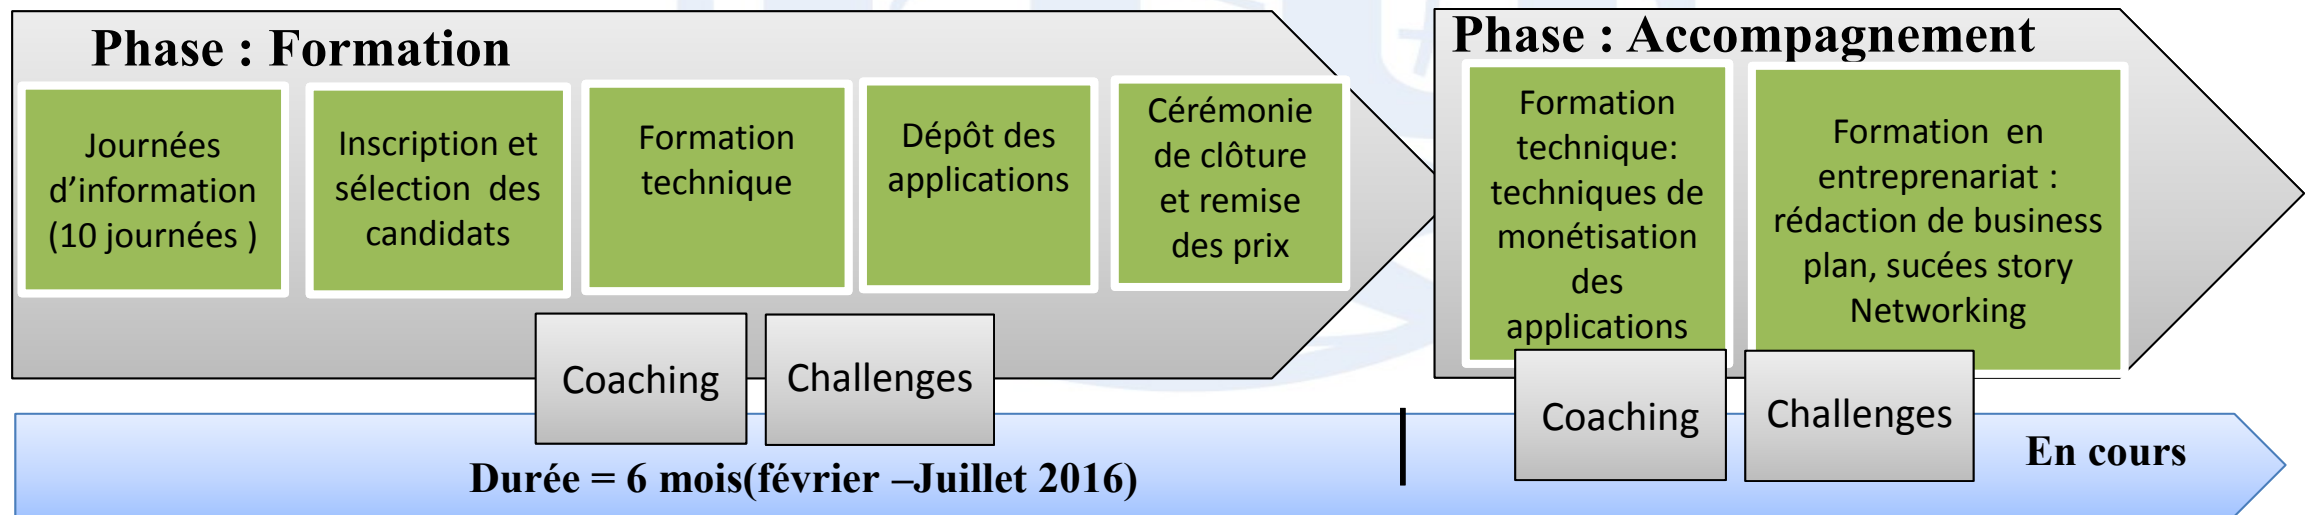 Phase : Formation
Journées
d’information
(10 journées )
Inscription et
sélection des
candidats
Formation
technique
Dépôt des
applications
Cérémonie
de clôture
et remise
des prix
Coaching
Challenges
Phase : Accompagnement
Formation
technique:
techniques de
monétisation
des
applications
Formation en
entreprenariat :
rédaction de business
plan, sucées story
Networking
Coaching
Challenges
Durée = 6 mois(février –Juillet 2016)
En cours